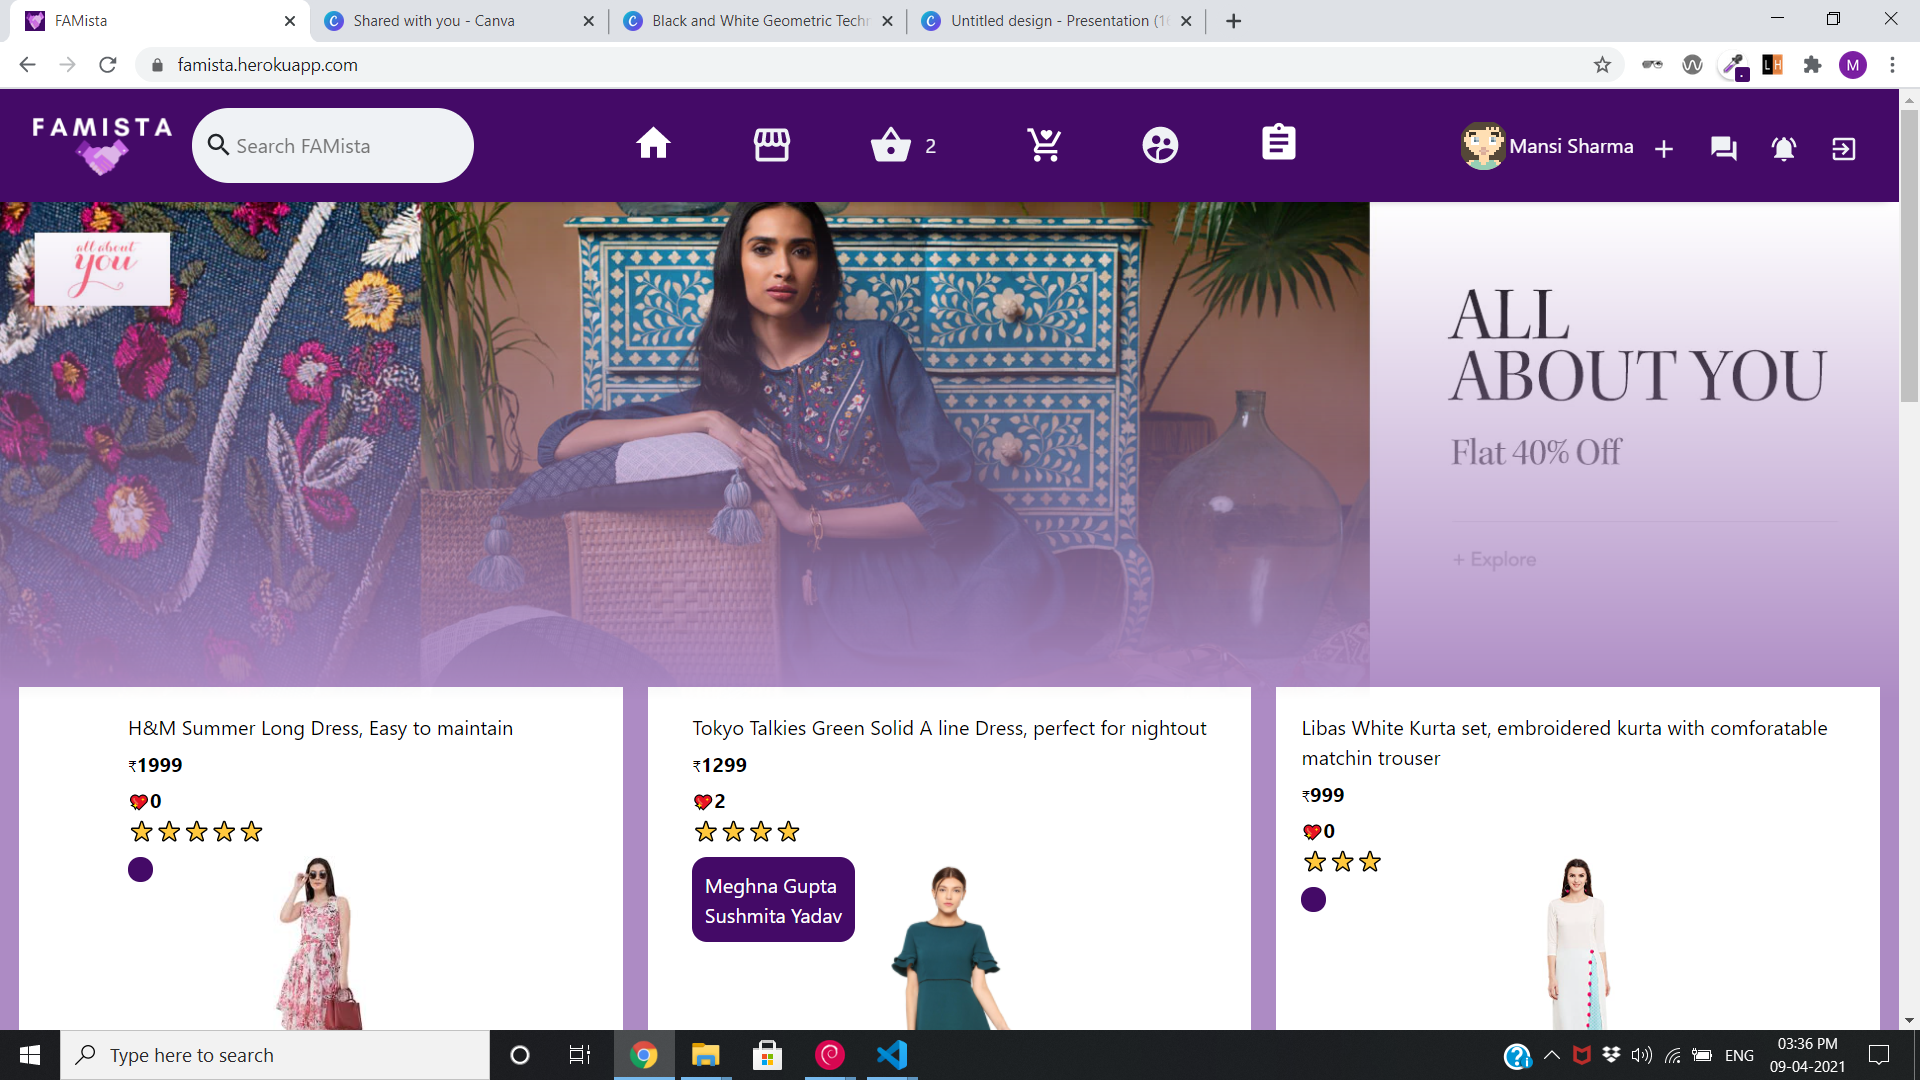 FAMista
Shared with you - Canva
Black and White Geometric Techn
Untitled design - Presentation (16
famista.herokuapp.com
LH
M
FAMISTA
Search FAMista
2
Mansi Sharma
all about
you
ALL
ABOUT YOU
Flat 40% Off
+ Explore
H&M Summer Long Dress, Easy to maintain
₹1999
0
Tokyo Talkies Green Solid A line Dress, perfect for nightout
₹1299
2
Meghna Gupta
Sushmita Yadav
Libas White Kurta set, embroidered kurta with comforatable
matchin trouser
₹999
0
Type here to search
ENG
03:36 PM
09-04-2021